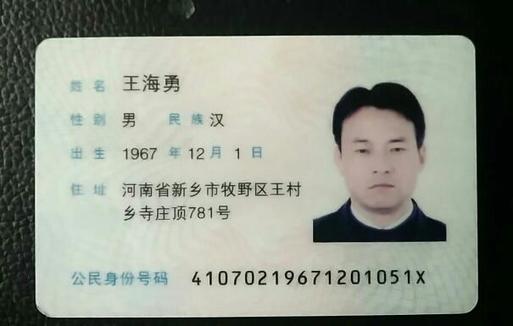 姓名 王海勇
性别 男 民族 汉
出生 1967 年 12 月 1 日
住址 河南省新乡市牧野区王村
乡寺庄顶781号
公民身份号码 41070219671201051X